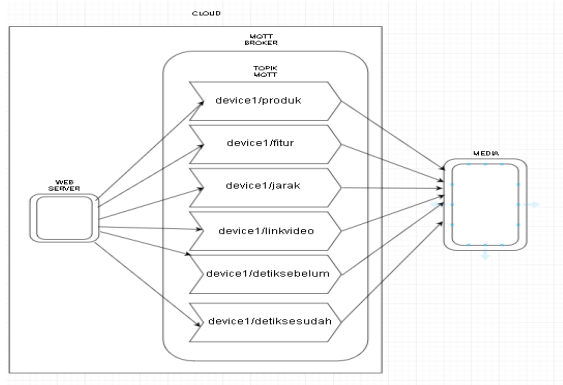 CLOUD
MQTT
BROKER
TOPIK
MQTT
device1/produk
device1/fitur
device1/jarak
device1/linkvideo
device1/detiksebelum
device1/detiksesudah
WEB
SERVER
MEDIA